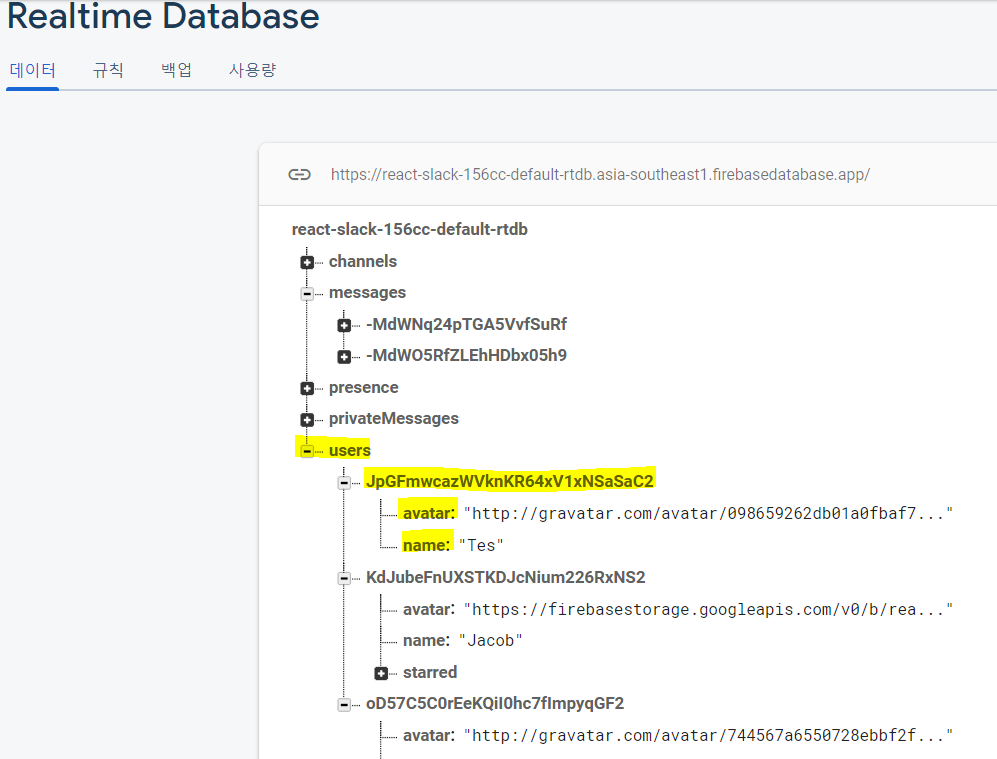 Realtime Database
데이터 규칙 백업 사용량
https://react-slack-156cc-default-rtdb.asia-southeast1.firebasedatabase.app/
react-slack-156cc-default-rtdb
channels
messages
-MdWNq24pTGA5VvfSuRf
-MdWO5RfZLEhHDbx05h9
presence
privateMessages
users
JpGFmwcazWVknKR64xV1xNSaSaC2
avatar: "http://gravatar.com/avatar/098659262db01a0fbaf7..."
name: "Tes"
KdJubeFnUXSTKDJcNium226RxNS2
avatar: "https://firebasestorage.googleapis.com/v0/b/rea..."
name: "Jacob"
starred
oD57C5C0rEeKQiI0hc7fImpyqGF2
avatar: "http://gravatar.com/avatar/744567a6550728ebbf2f..."